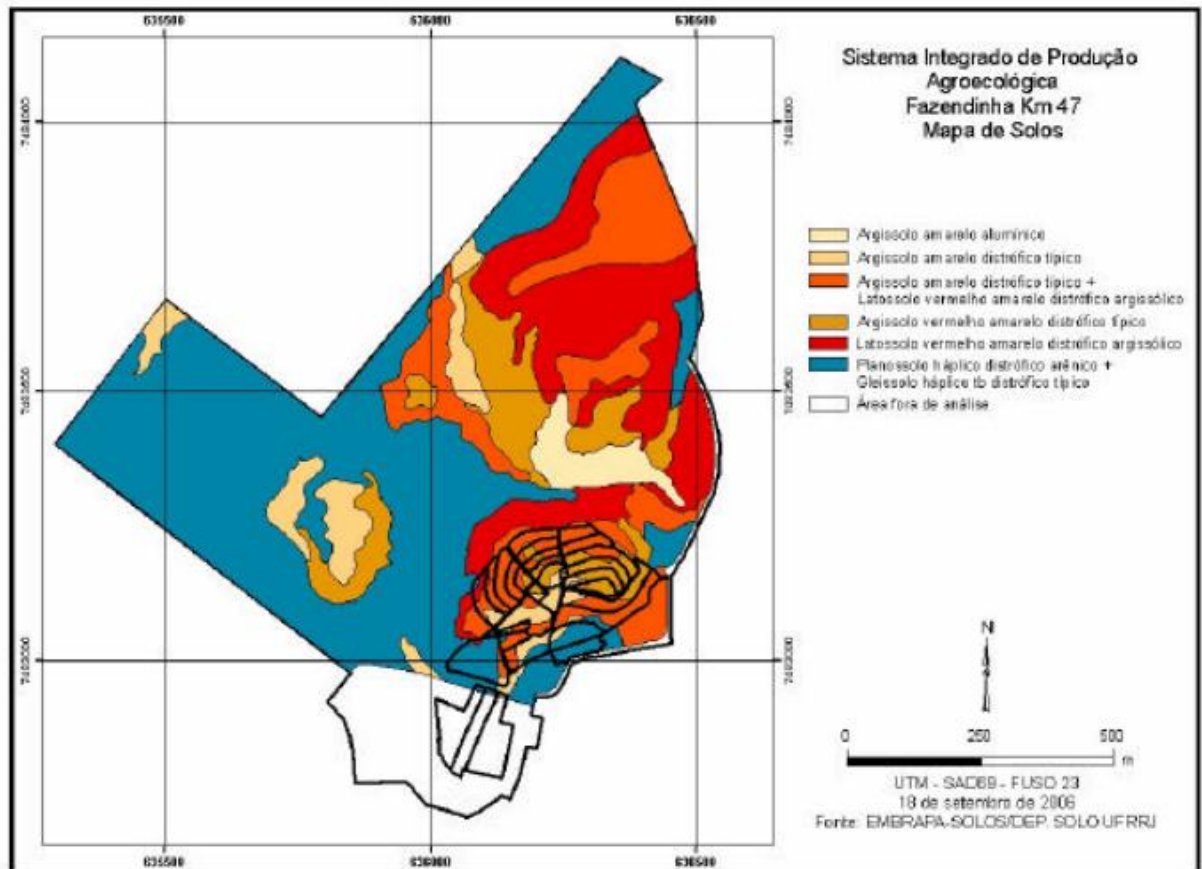 635500 636000 636500
Sistema Integrado de Produção
Agroecológica
Fazendinha Km 47
Mapa de Solos
Argissolo amarelo alumínico
Argissolo amarelo distrófico típico
Argissolo amarelo distrófico típico +
Latossolo vermelho amarelo distrófico argissólico
Argissolo vermelho amarelo distrófico típico
Latossolo vermelho amarelo distrófico argissólico
Planossolo háplico distrófico arênico +
Gleissolo háplico tb distrófico típico
Área fora de análise
N
0 250 500
m
UTM - SAD69 - FUSO 23
18 de setembro de 2006
Fonte: EMBRAPA-SOLOS/DEP. SOLO UFRRJ
635500 636000 636500